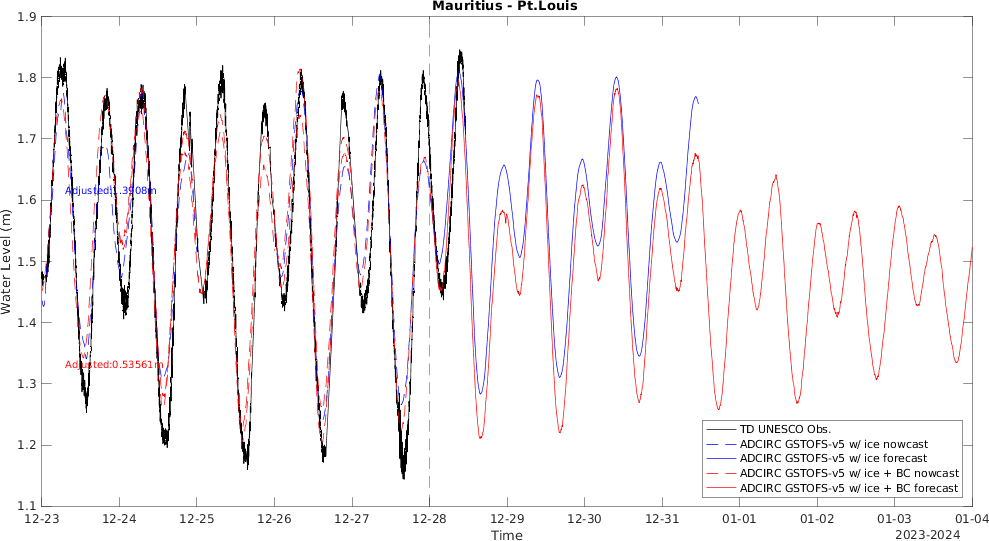 Mauritius - Pt.Louis
1.9
1.8
1.7
1.6
1.5
1.4
1.3
1.2
1.1
Water Level (m)
Adjusted:1.3908m
Adjusted:0.53561m
TD UNESCO Obs.
ADCIRC GSTOFS-v5 w/ ice nowcast
ADCIRC GSTOFS-v5 w/ ice forecast
ADCIRC GSTOFS-v5 w/ ice + BC nowcast
ADCIRC GSTOFS-v5 w/ ice + BC forecast
12-23 12-24 12-25 12-26 12-27 12-28 12-29 12-30 12-31 01-01 01-02 01-03 01-04
Time
2023-2024